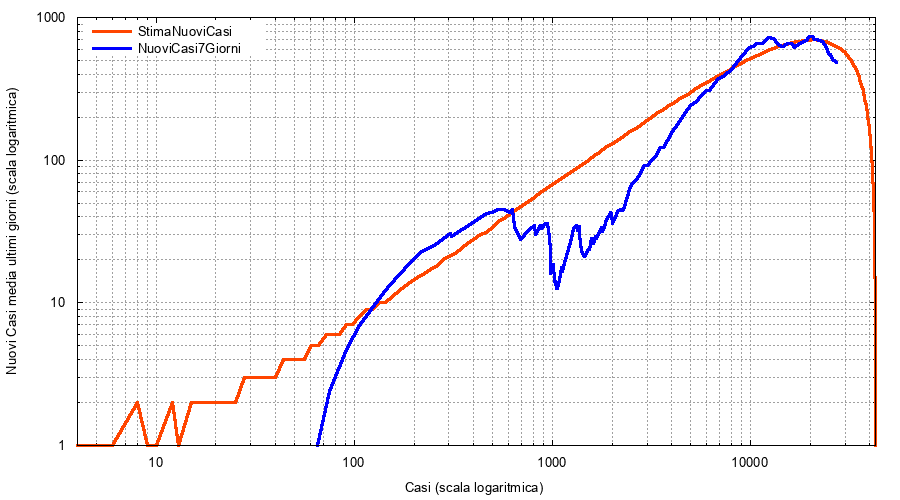 1000
100
10
1
StimaNuoviCasi
NuoviCasi7Giorni
Nuovi Casi media ultimi giorni (scala logaritmica)
10 100 1000 10000
Casi (scala logaritmica)